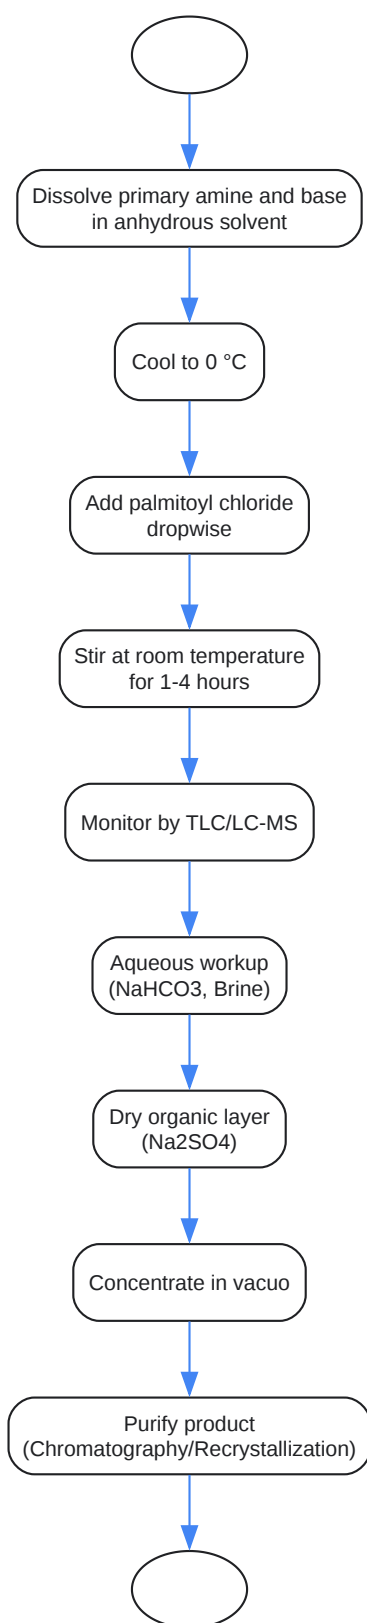 Dissolve primary amine and base
in anhydrous solvent
Cool to 0 °C
Add palmitoyl chloride
dropwise
Stir at room temperature
for 1-4 hours
Monitor by TLC/LC-MS
Aqueous workup
(NaHCO3, Brine)
Dry organic layer
(Na2SO4)
Concentrate in vacuo
Purify product
(Chromatography/Recrystallization)